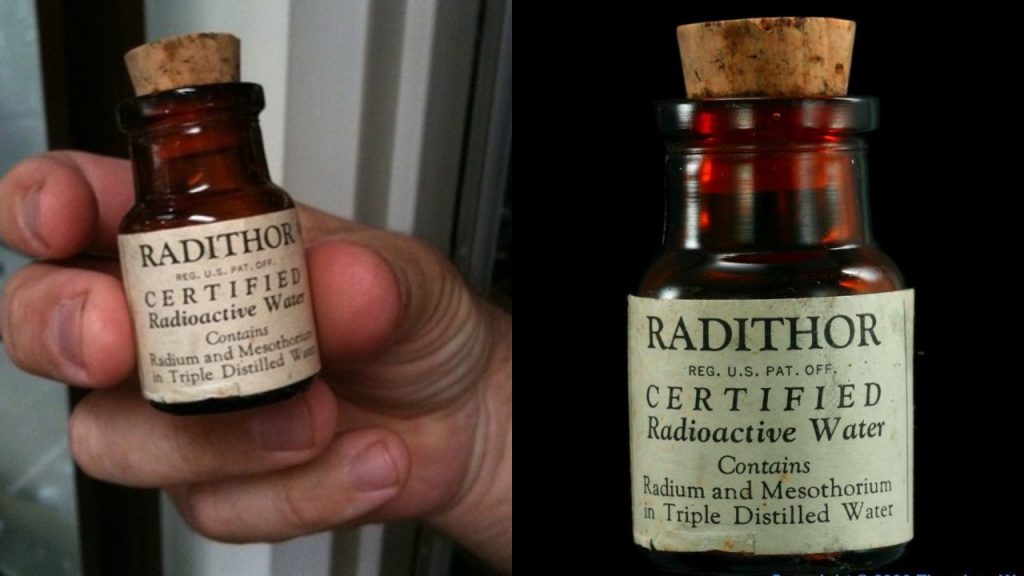 RADITHOR
REG. U.S. PAT. OFF.
CERTIFIED
Radioactive Water
Contains
Radium and Mesothorium
in Triple Distilled Water
RADITHOR
REG. U.S. PAT. OFF.
CERTIFIED
Radioactive Water
Contains
Radium and Mesothorium
in Triple Distilled Water